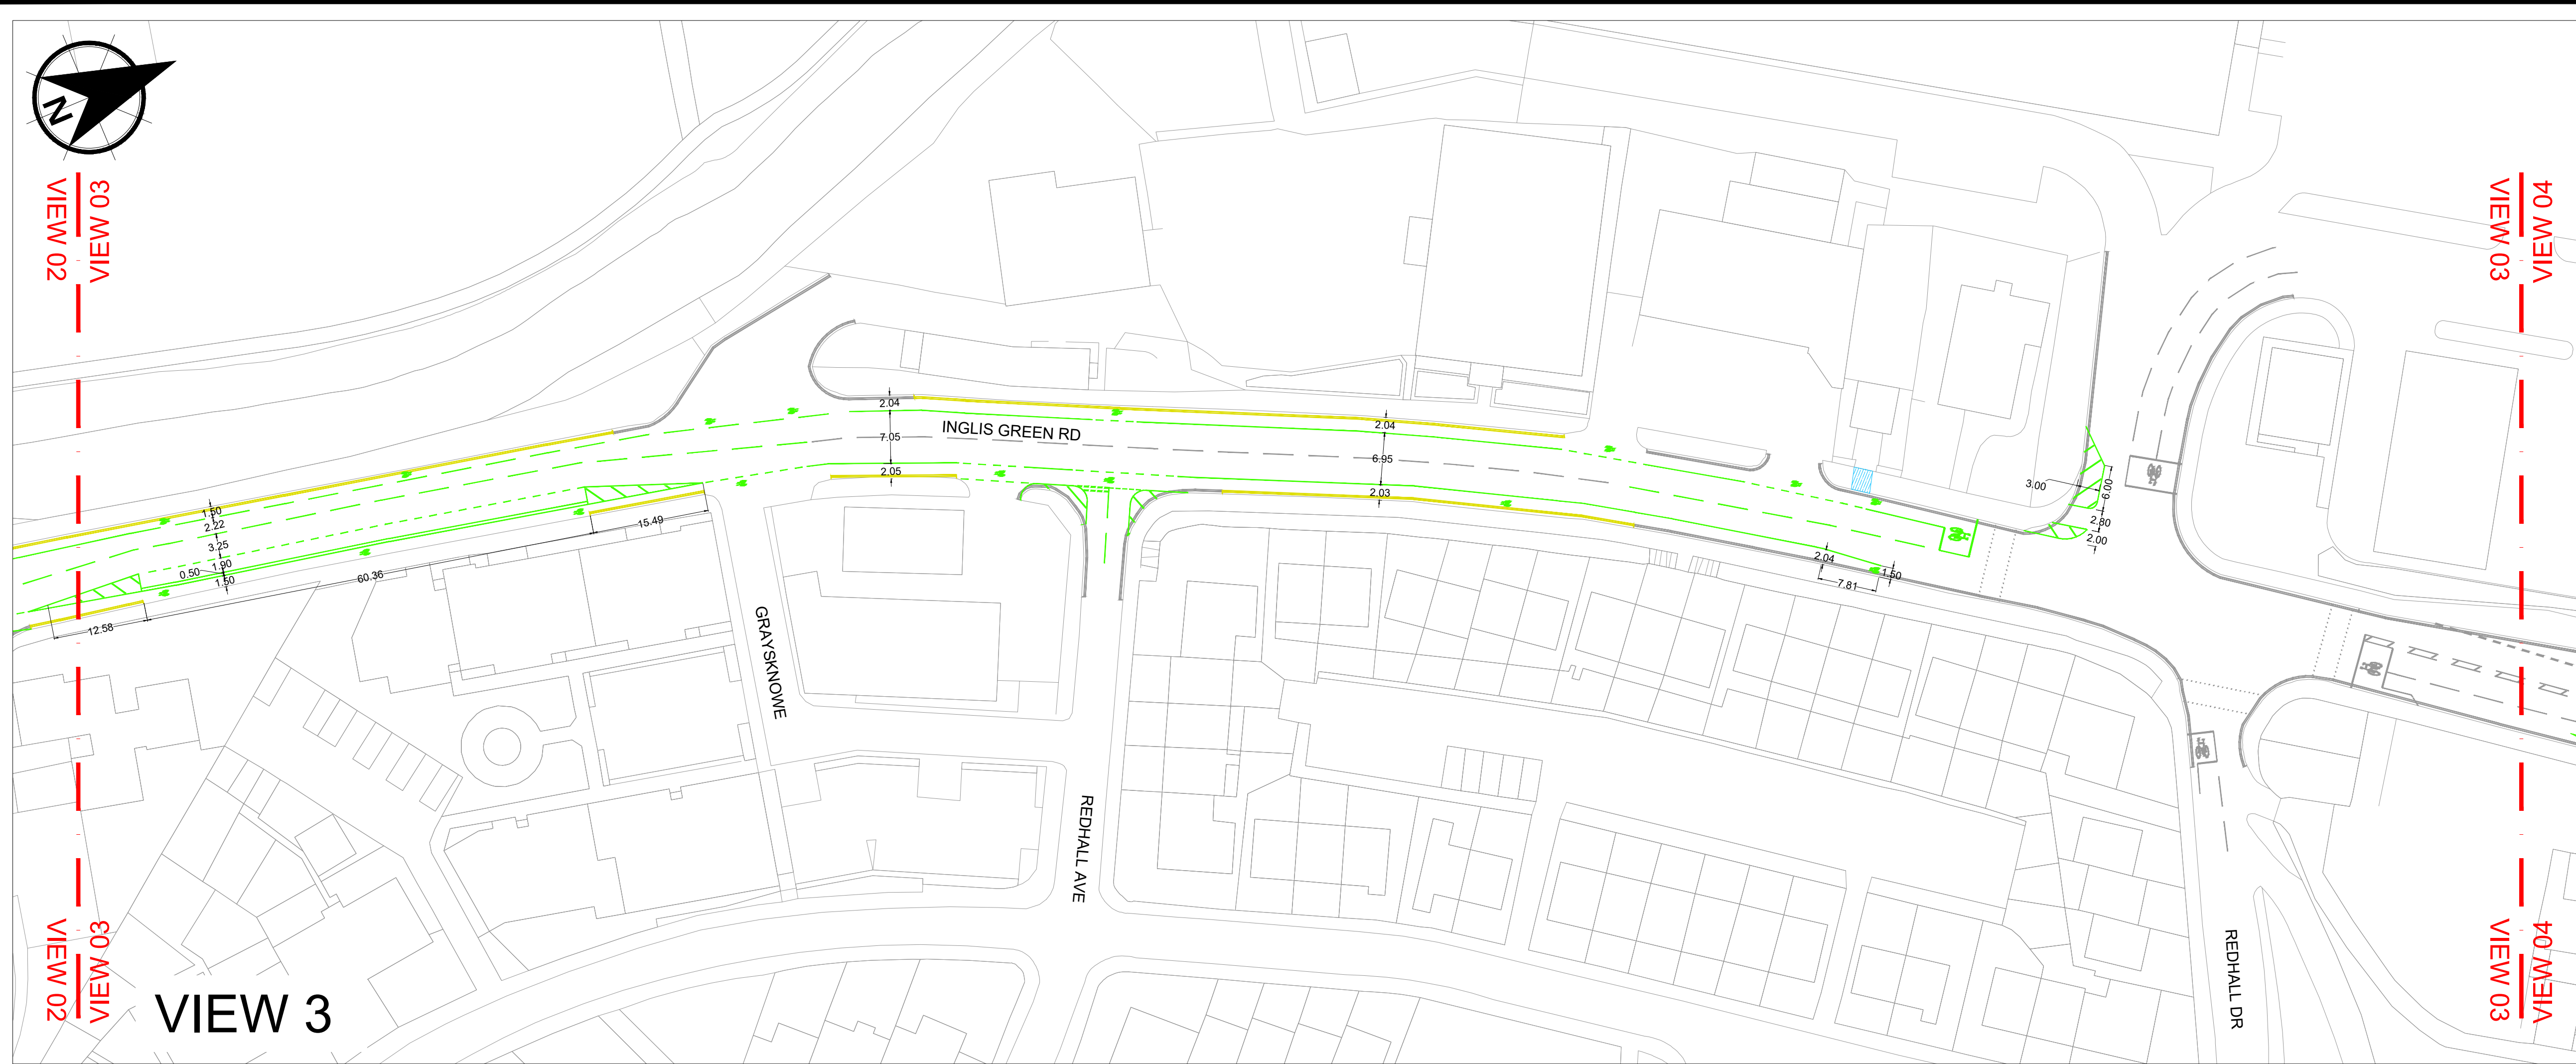 N
VIEW 02
VIEW 03
VIEW 03
VIEW 04
2.04
7.05
2.05
INGLIS GREEN RD
2.04
6.95
2.03
1.50
2.22
3.25
1.90
0.50
1.50
15.49
60.36
12.58
3.00
6.00
2.80
2.00
2.04
1.50
7.81
GRAYSKNOWE
REDHALL AVE
REDHALL DR
VIEW 02
VIEW 03
VIEW 03
VIEW 04
VIEW 3